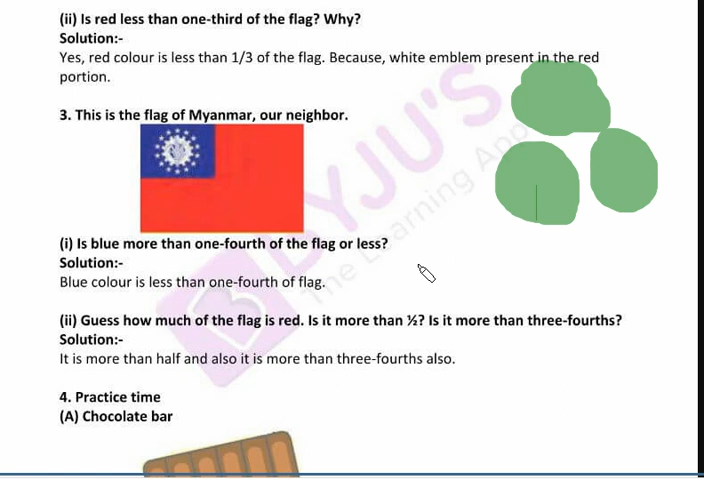 (ii) Is red less than one-third of the flag? Why?
Solution:-
Yes, red colour is less than 1/3 of the flag. Because, white emblem present in the red
portion.
3. This is the flag of Myanmar, our neighbor.
(i) Is blue more than one-fourth of the flag or less?
Solution:-
Blue colour is less than one-fourth of flag.
(ii) Guess how much of the flag is red. Is it more than ½? Is it more than three-fourths?
Solution:-
It is more than half and also it is more than three-fourths also.
4. Practice time
(A) Chocolate bar
BYJU'S
The Learning App